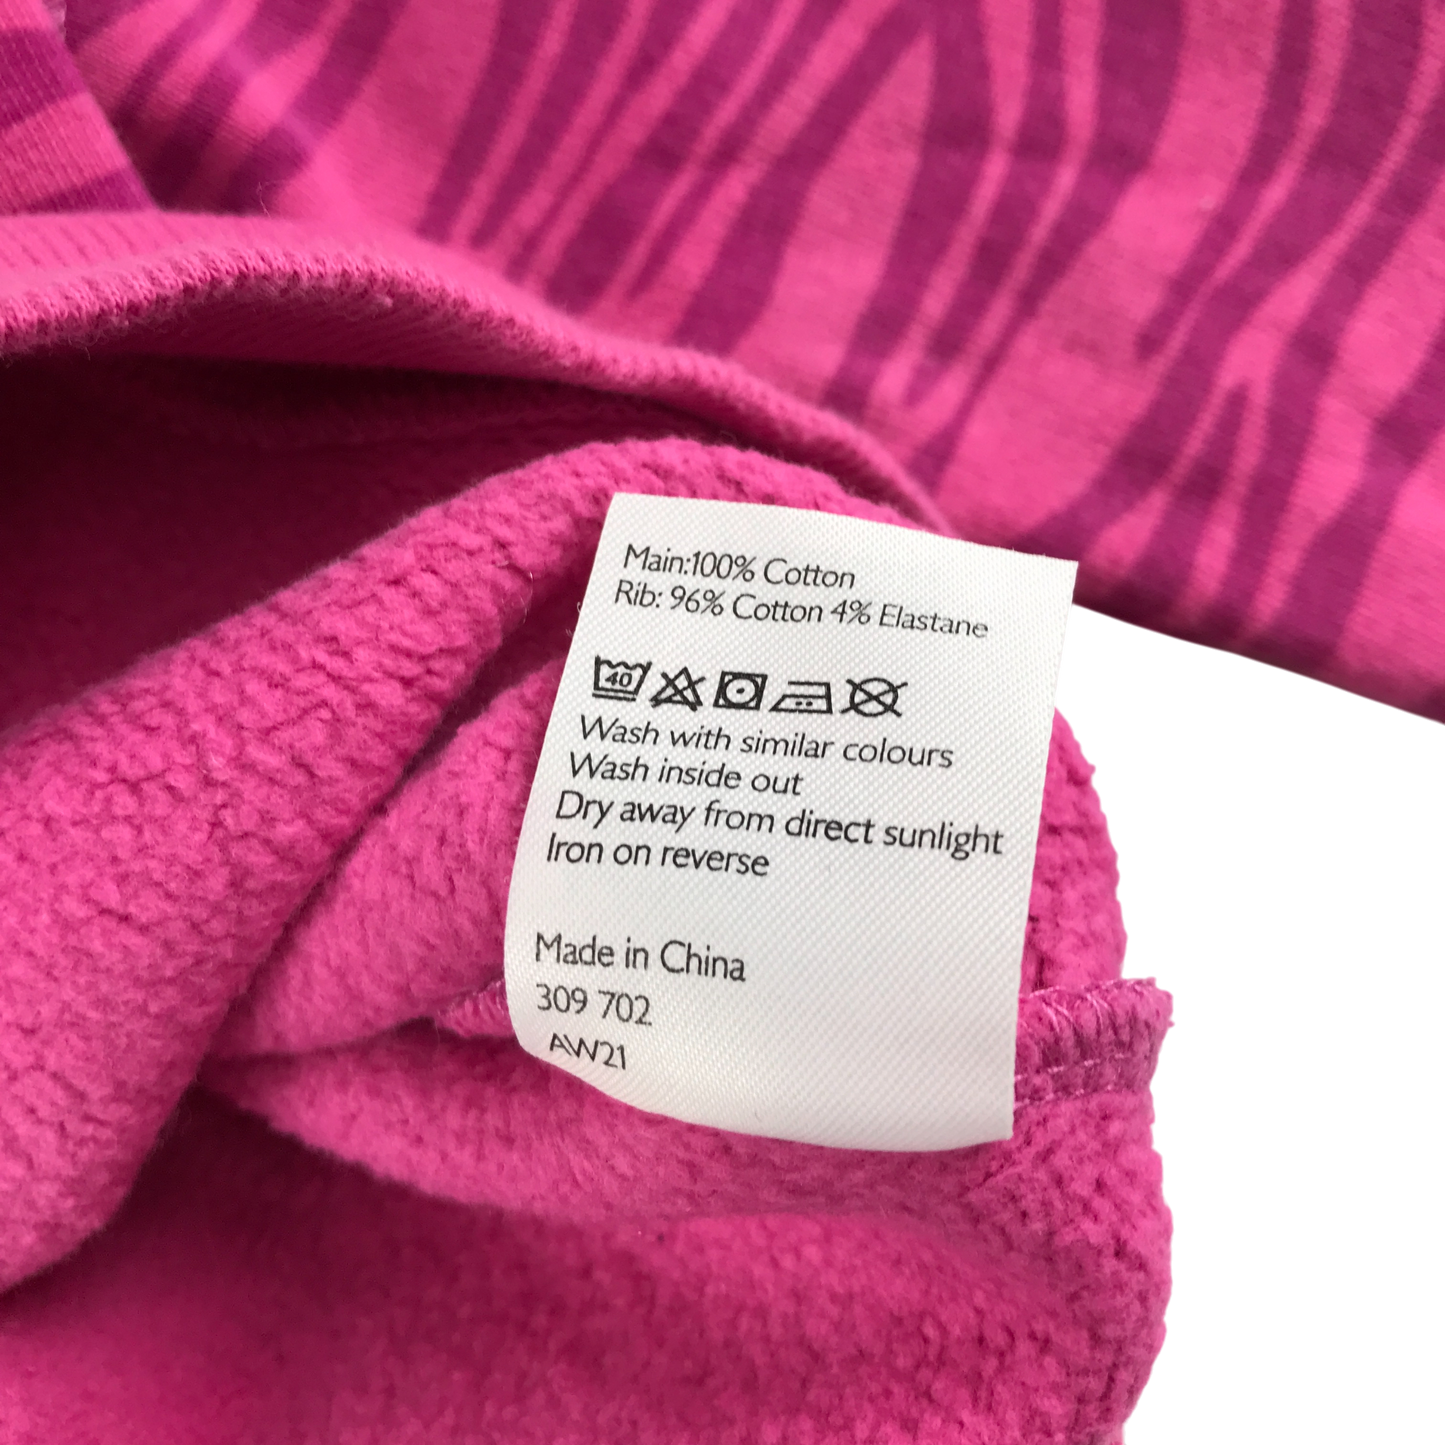 Main:100% Cotton
Rib: 96% Cotton 4% Elastane
40
Wash with similar colours
Wash inside out
Dry away from direct sunlight
Iron on reverse
Made in China
309 702
AW21